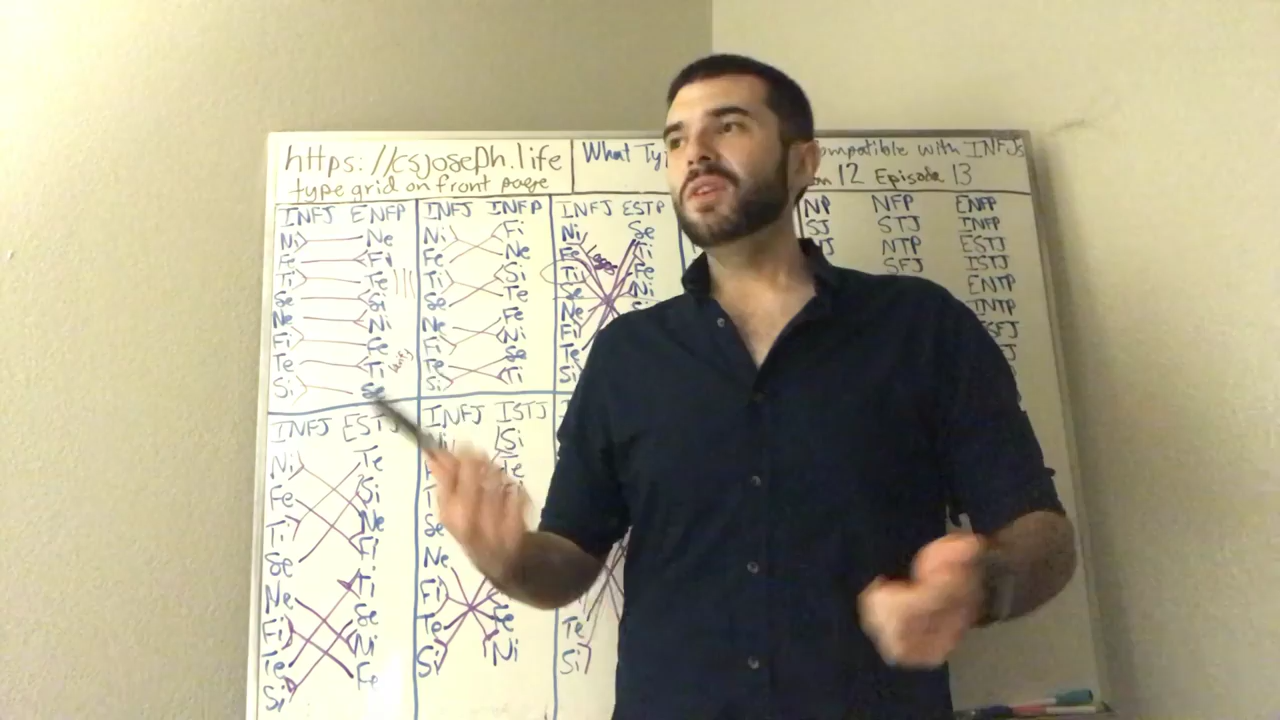 https://csjoseph.life
type grid on front page
What Ty
ompatible with INFJs
on 12 Episode 13
INFJ ENFP
Ni Ne
Fe Fi
Ti Te
Se Si
Ne Ni
Fi Fe
Te Ti
Si Se
INFJ INFP
Ni Fi
Fe Ne
Ti Si
Se Te
Ne Fe
Fi Ni
Te Se
Si Ti
INFJ ESTP
Ni Se
Fe Ti
Ti Fe
Se Ni
Ne
Fi
Te
Si
NP NFP ENFP
SJ STJ INFP
NTP ESTJ
SFJ ISTJ
ENTP
INTP
ESFJ
INFJ ESTJ
Ni Te
Fe Si
Ti Ne
Se Fi
Ne Ti
Fi Se
Te Ni
Si Fe
INFJ ISTJ
Ni Si
Te
Se
Ne
Fi
Te
Si Ni
Te
Si